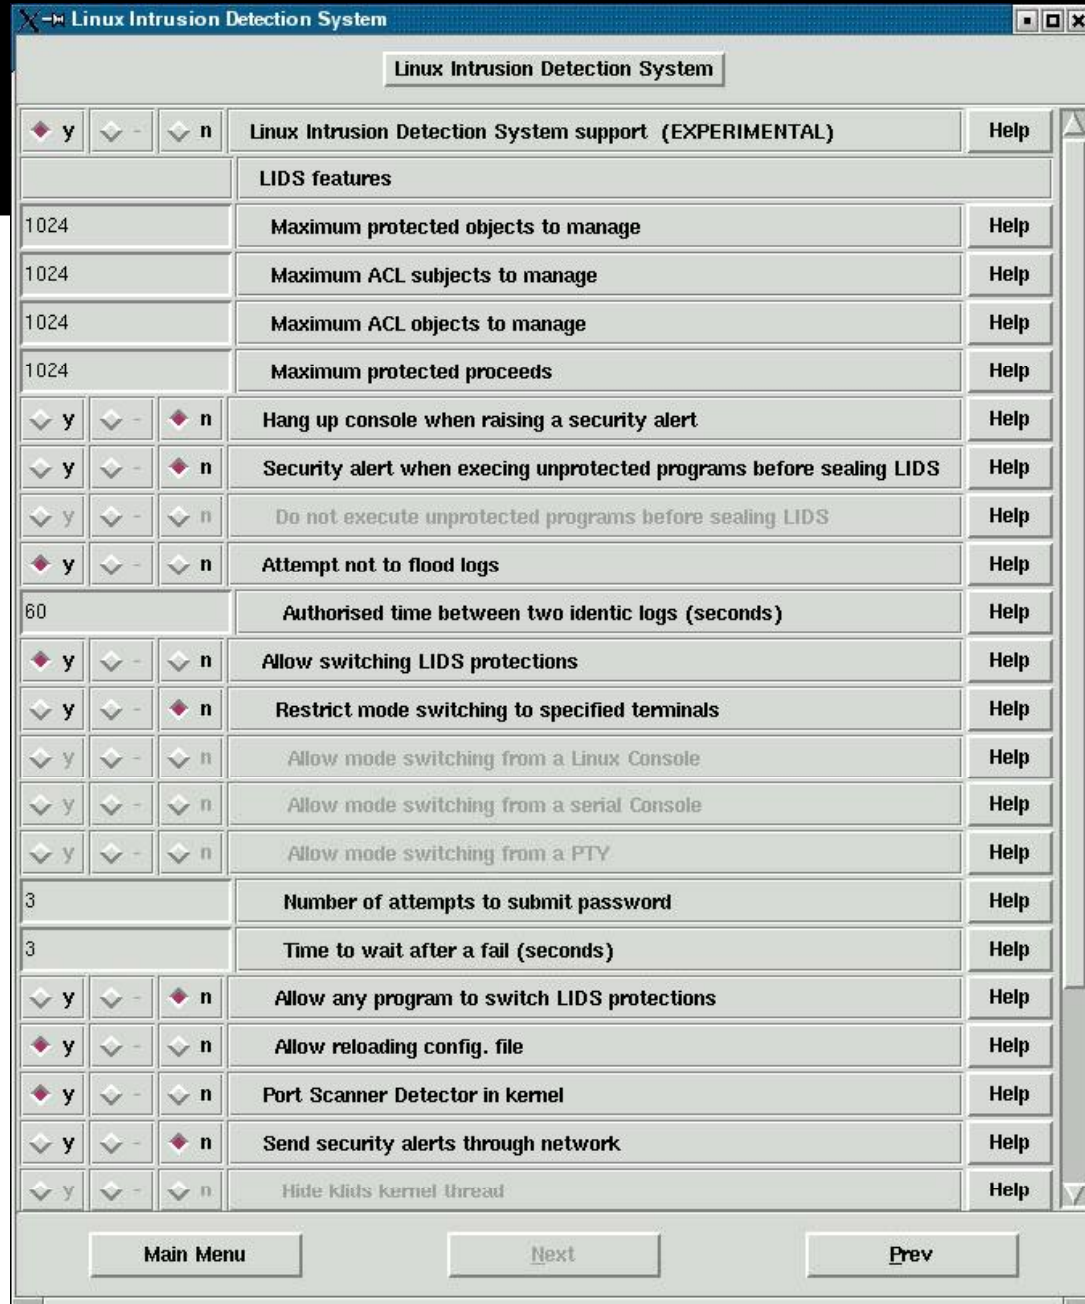 Linux Intrusion Detection System
Linux Intrusion Detection System
y - n Linux Intrusion Detection System support (EXPERIMENTAL) Help
LIDS features
1024 Maximum protected objects to manage Help
1024 Maximum ACL subjects to manage Help
1024 Maximum ACL objects to manage Help
1024 Maximum protected proceeds Help
y - n Hang up console when raising a security alert Help
y - n Security alert when execing unprotected programs before sealing LIDS Help
y - n Do not execute unprotected programs before sealing LIDS Help
y - n Attempt not to flood logs Help
60 Authorised time between two identic logs (seconds) Help
y - n Allow switching LIDS protections Help
y - n Restrict mode switching to specified terminals Help
y - n Allow mode switching from a Linux Console Help
y - n Allow mode switching from a serial Console Help
y - n Allow mode switching from a PTY Help
3 Number of attempts to submit password Help
3 Time to wait after a fail (seconds) Help
y - n Allow any program to switch LIDS protections Help
y - n Allow reloading config. file Help
y - n Port Scanner Detector in kernel Help
y - n Send security alerts through network Help
y - n Hide klids kernel thread Help
Main Menu Next Prev